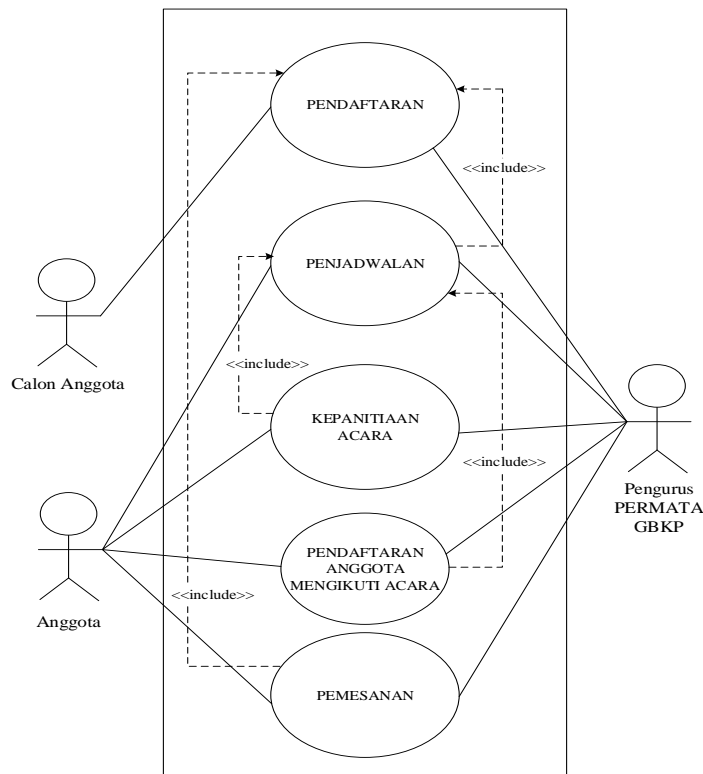 PENDAFTARAN
<<include>>
PENJADWALAN
<<include>>
Calon Anggota
KEPANITIAAN
ACARA
<<include>>
Pengurus
PERMATA
GBKP
PENDAFTARAN
ANGGOTA
MENGIKUTI ACARA
<<include>>
Anggota
PEMESANAN